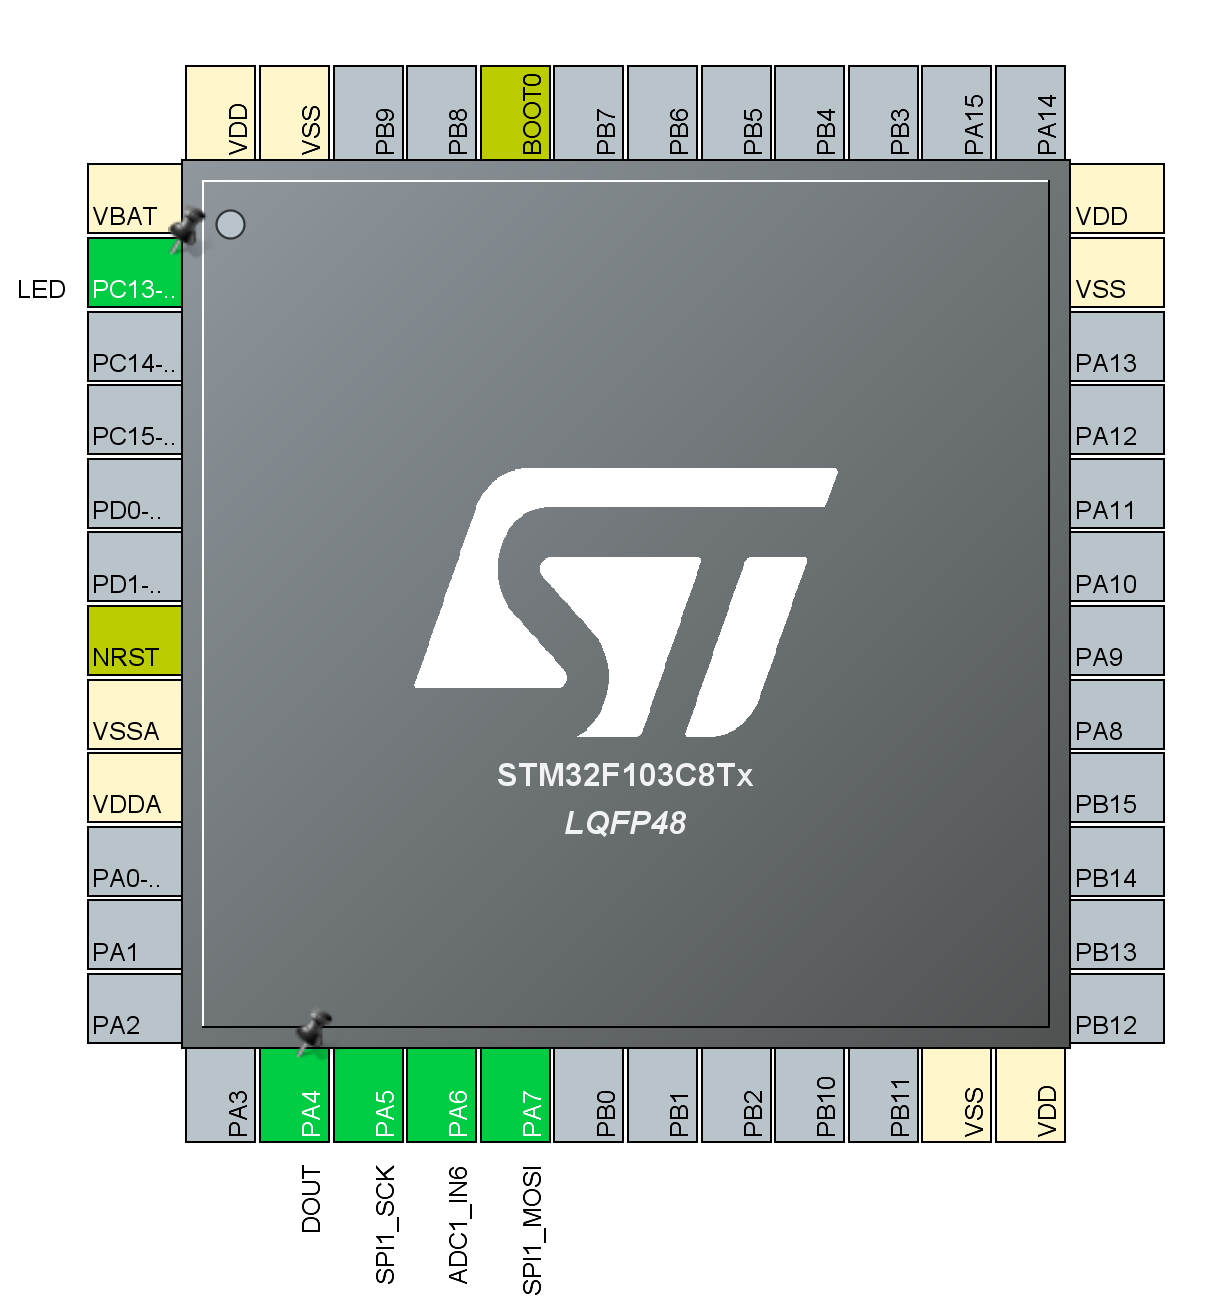 VDD
VSS
PB9
PB8
BOOT0
PB7
PB6
PB5
PB4
PB3
PA15
PA14
VBAT
LED PC13-..
PC14-..
PC15-..
PD0-..
PD1-..
NRST
VSSA
VDDA
PA0-..
PA1
PA2
VDD
VSS
PA13
PA12
PA11
PA10
PA9
PA8
PB15
PB14
PB13
PB12
ST
STM32F103C8Tx
LQFP48
PA3
PA4
PA5
PA6
PA7
PB0
PB1
PB2
PB10
PB11
VSS
VDD
DOUT
SPI1_SCK
ADC1_IN6
SPI1_MOSI